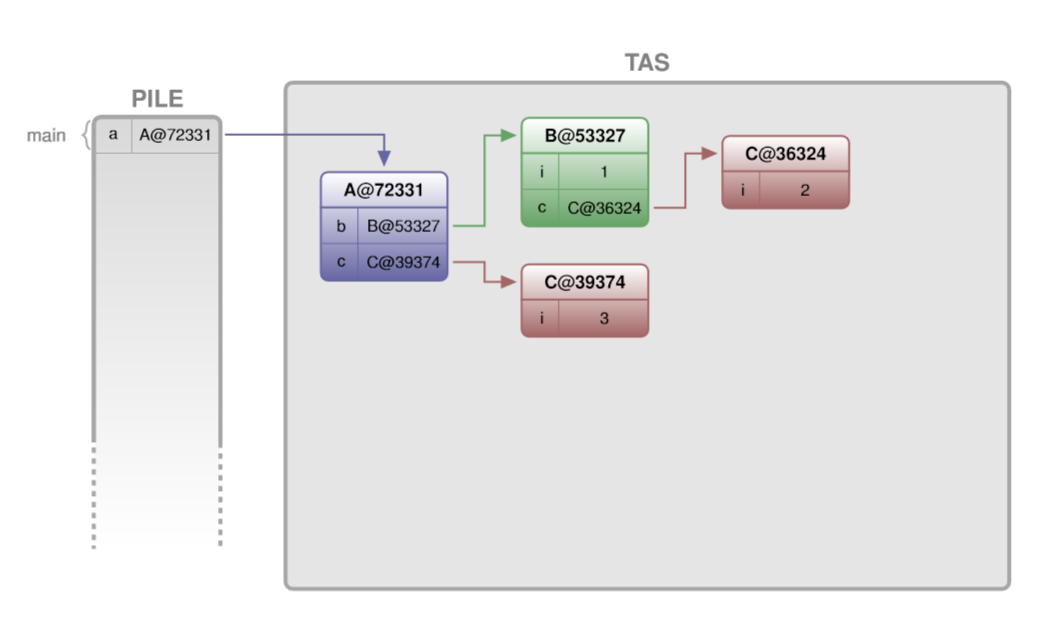 TAS
PILE
main
a A@72331
A@72331
b B@53327
c C@39374
B@53327
i 1
c C@36324
C@36324
i 2
C@39374
i 3